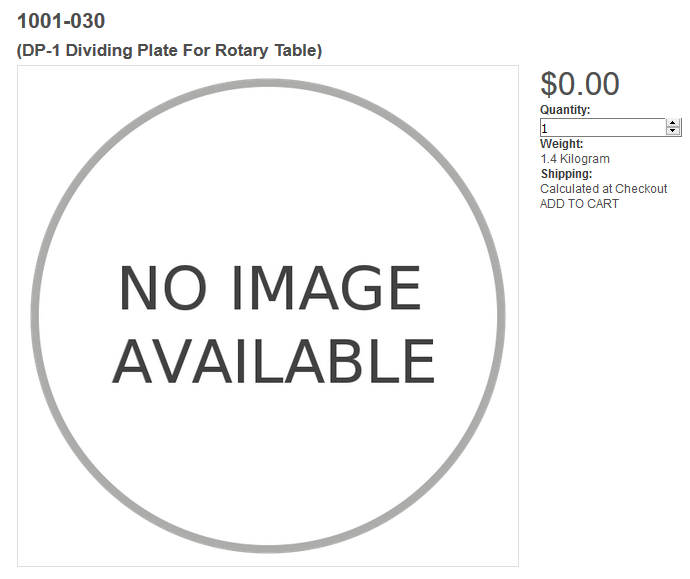 1001-030
(DP-1 Dividing Plate For Rotary Table)
NO IMAGE
AVAILABLE
$0.00
Quantity:
1
Weight:
1.4 Kilogram
Shipping:
Calculated at Checkout
ADD TO CART